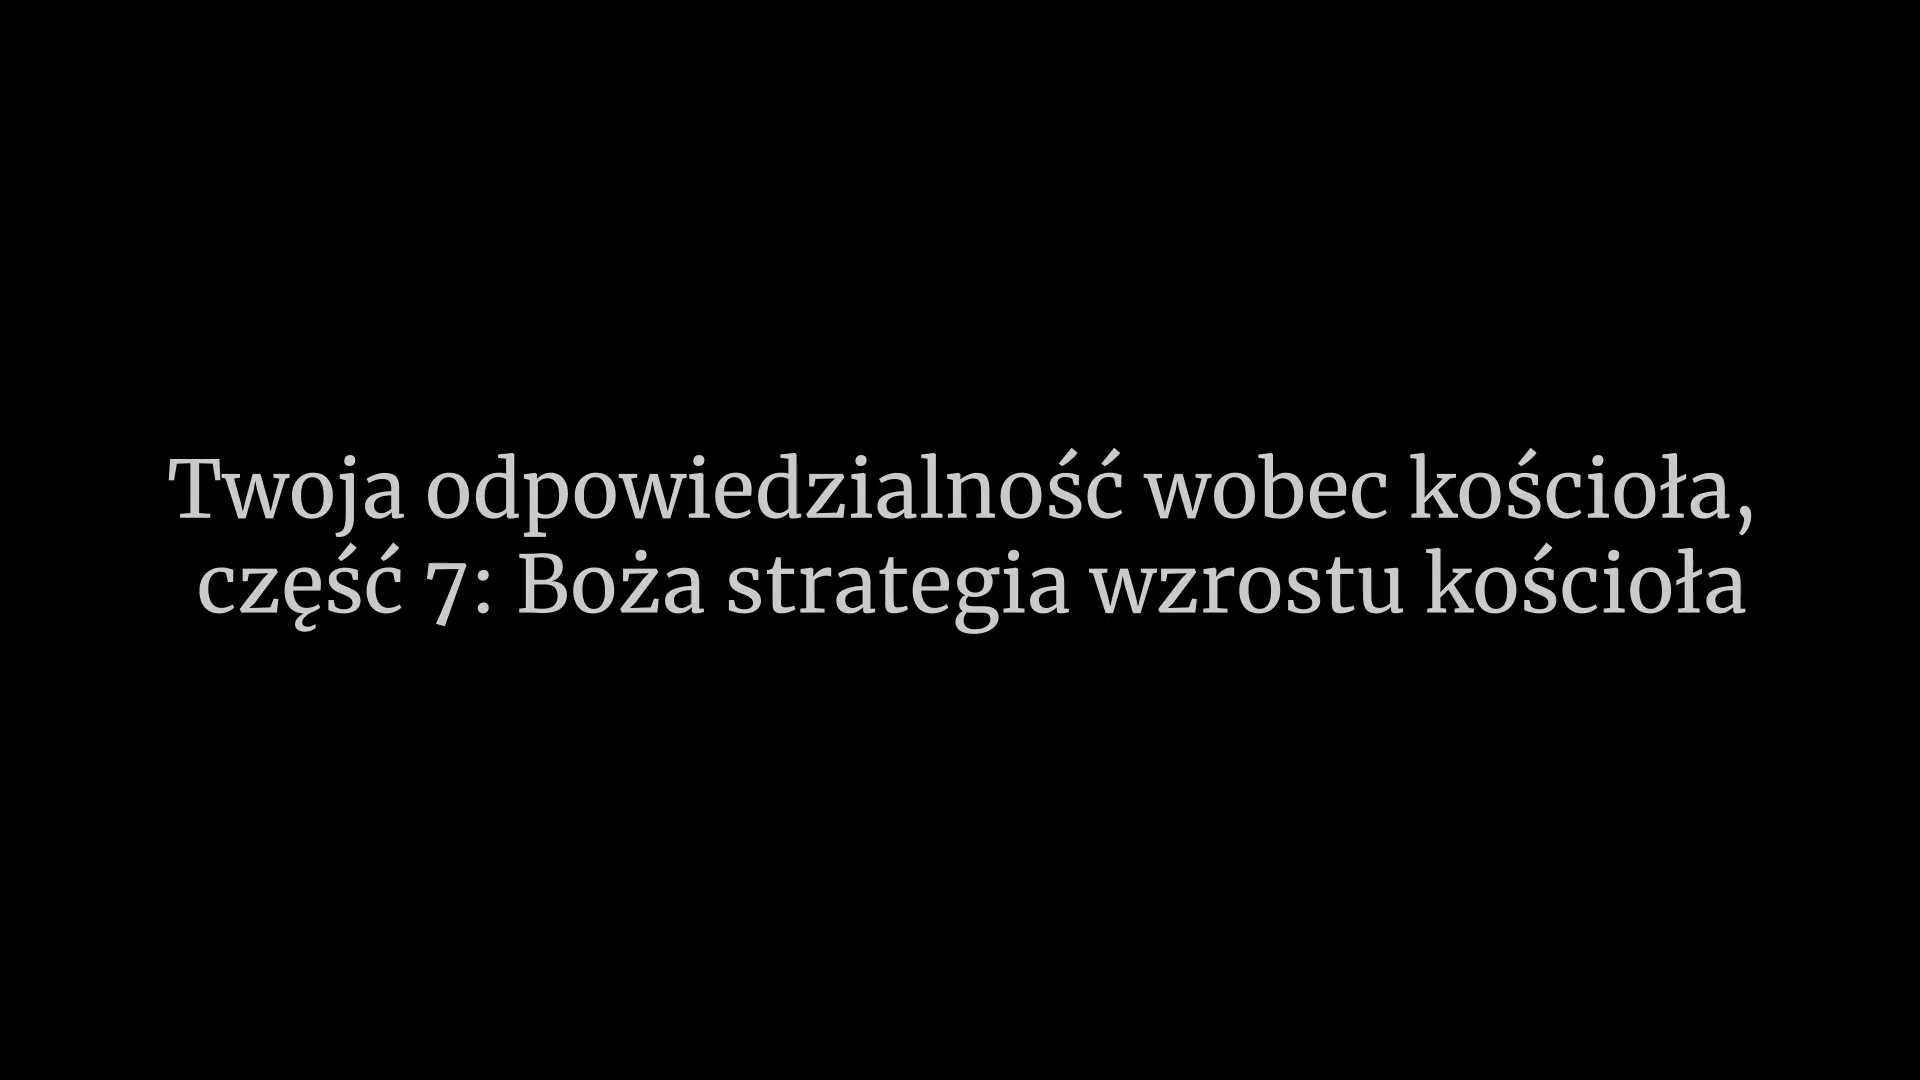 Twoja odpowiedzialność wobec kościoła,
część 7: Boża strategia wzrostu kościoła